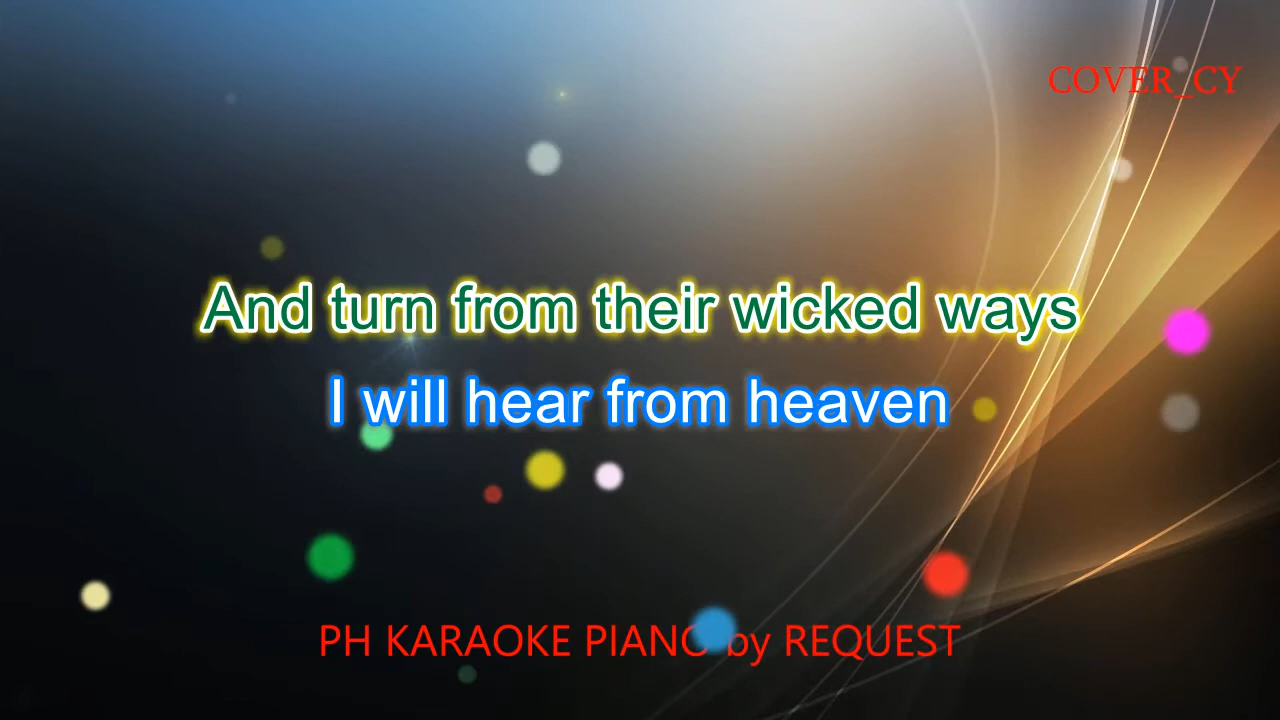 COVER_CY
And turn from their wicked ways
I will hear from heaven
PH KARAOKE PIANO by REQUEST